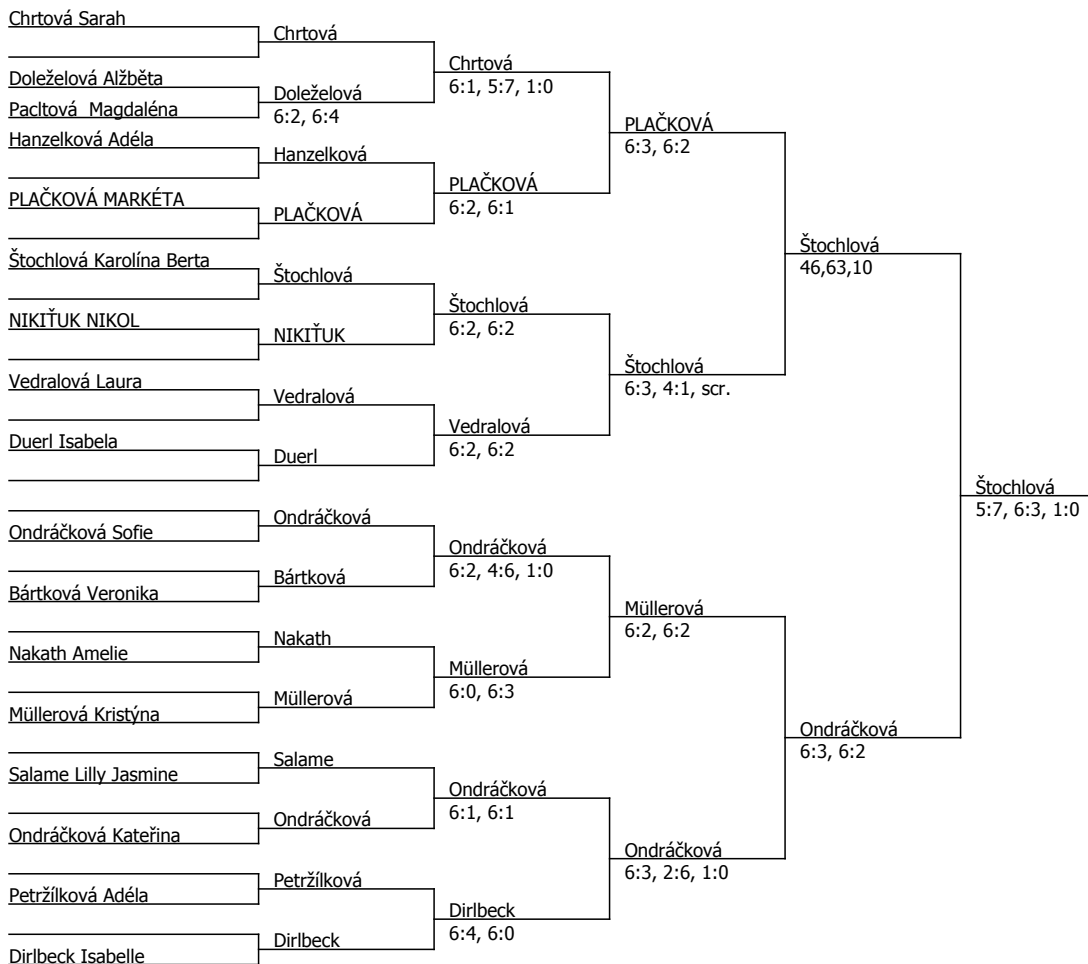 Chrtová Sarah
Chrtová
Chrtová
6:1, 5:7, 1:0
Doleželová Alžběta
Doleželová
6:2, 6:4
Pacltová  Magdaléna
PLAČKOVÁ
6:3, 6:2
Hanzelková Adéla
Hanzelková
PLAČKOVÁ
6:2, 6:1
PLAČKOVÁ MARKÉTA
PLAČKOVÁ
Štochlová
46,63,10
Štochlová Karolína Berta
Štochlová
Štochlová
6:2, 6:2
NIKIŤUK NIKOL
NIKIŤUK
Štochlová
6:3, 4:1, scr.
Vedralová Laura
Vedralová
Vedralová
6:2, 6:2
Duerl Isabela
Duerl
Štochlová
5:7, 6:3, 1:0
Ondráčková
Ondráčková Sofie
Ondráčková
6:2, 4:6, 1:0
Bártková
Bártková Veronika
Müllerová
6:2, 6:2
Nakath
Nakath Amelie
Müllerová
6:0, 6:3
Müllerová
Müllerová Kristýna
Ondráčková
6:3, 6:2
Salame
Salame Lilly Jasmine
Ondráčková
6:1, 6:1
Ondráčková
Ondráčková Kateřina
Ondráčková
6:3, 2:6, 1:0
Petržílková
Petržílková Adéla
Dirlbeck
6:4, 6:0
Dirlbeck
Dirlbeck Isabelle